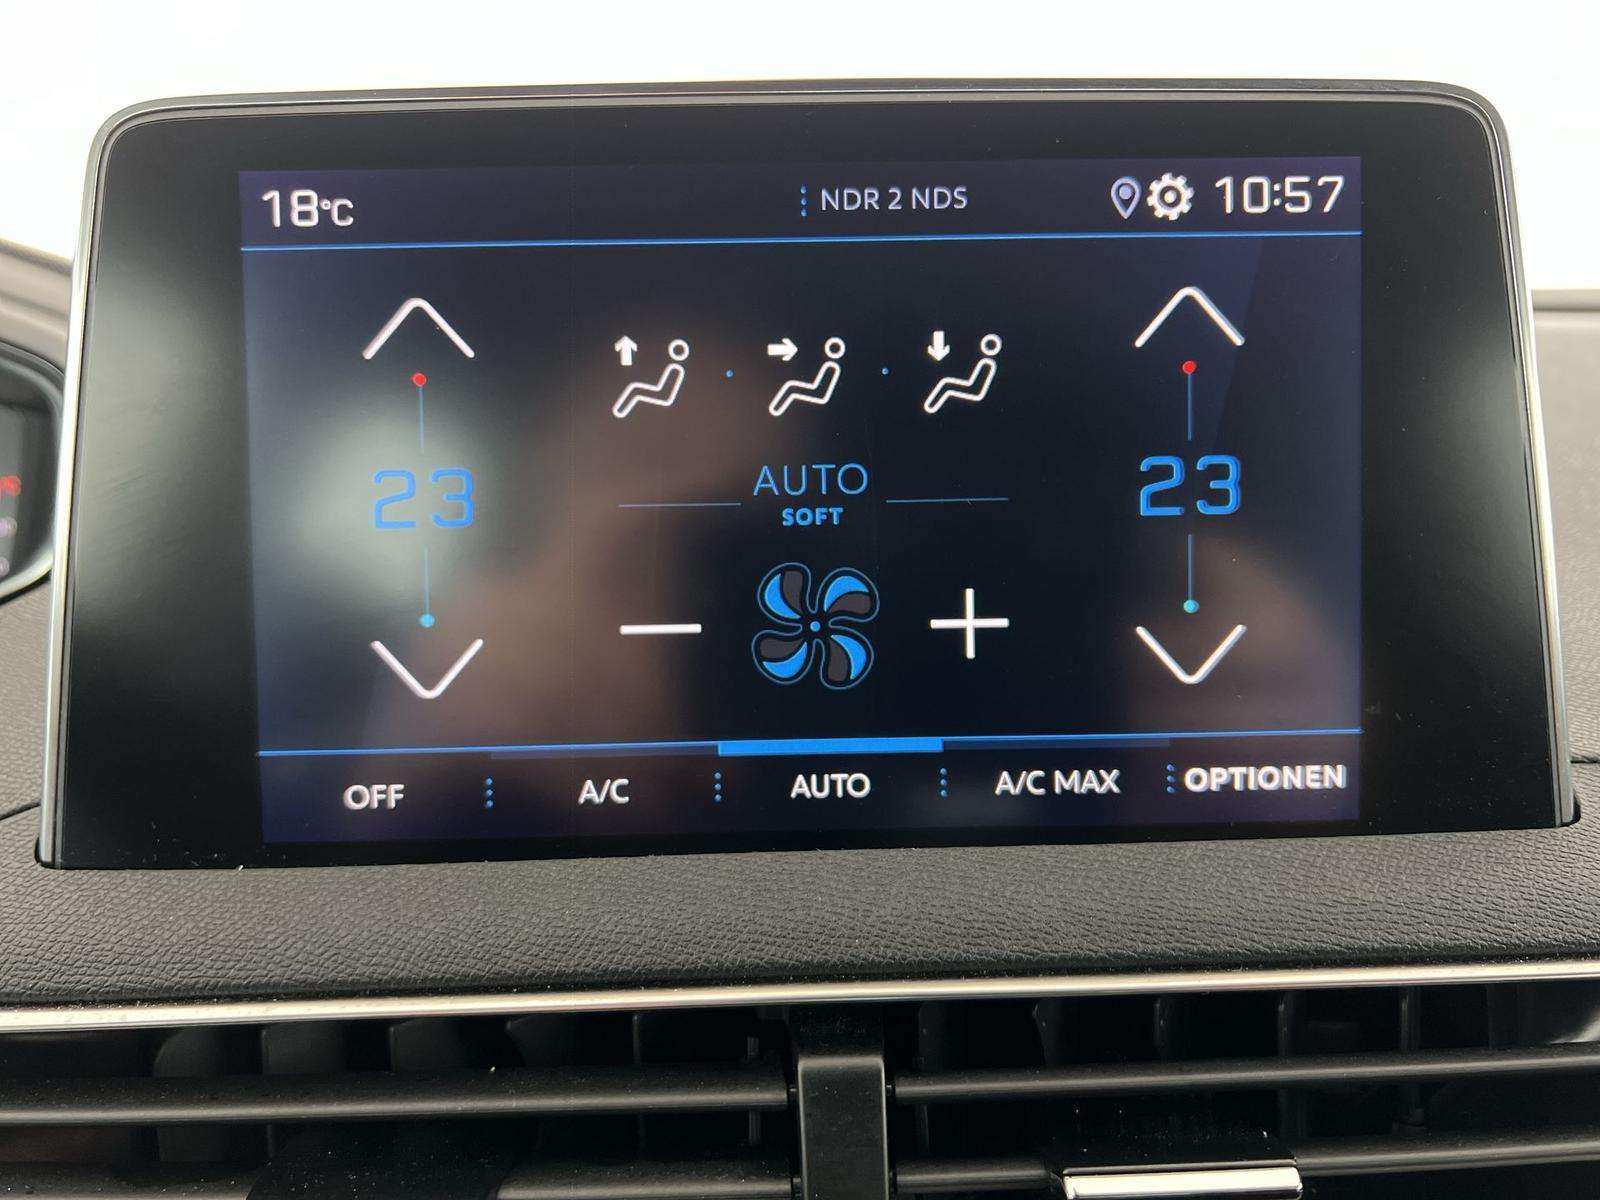 18°C NDR 2 NDS 10:57
23 23
AUTO
SOFT
OFF A/C AUTO A/C MAX OPTIONEN